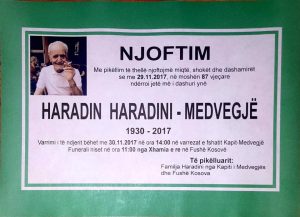 NJOFTIM
Me pikëllim të thellë njoftojmë miqtë, shokët dhe dashamirët
se me 29.11.2017, në moshën 87 vjeçare
ndërroi jetë më i dashuri ynë
HARADIN HARADINI - MEDVEGJË
1930 - 2017
Varrimi i të ndjerit bëhet me 30.11.2017 në ora 14:00 në varrezat e fshatit Kapit-Medvegjë
Funerali niset në ora 11:00 nga Xhamia e re në Fushë Kosovë
Të pikëlluarit:
Familja Haradini nga Kapiti i Medvegjës
dhe Fushë Kosova